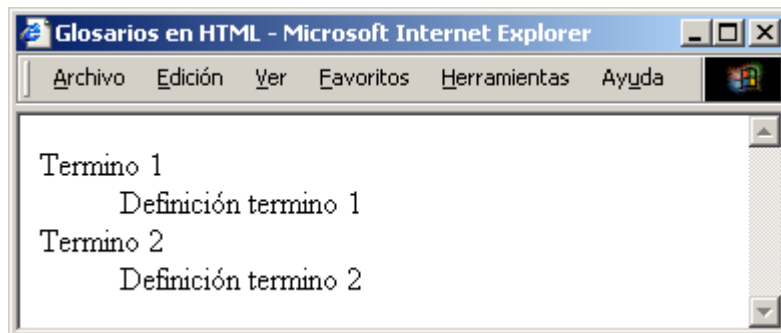 Glosarios en HTML - Microsoft Internet Explorer
Archivo Edición Ver Favoritos Herramientas Ayuda
Termino 1
Definición termino 1
Termino 2
Definición termino 2